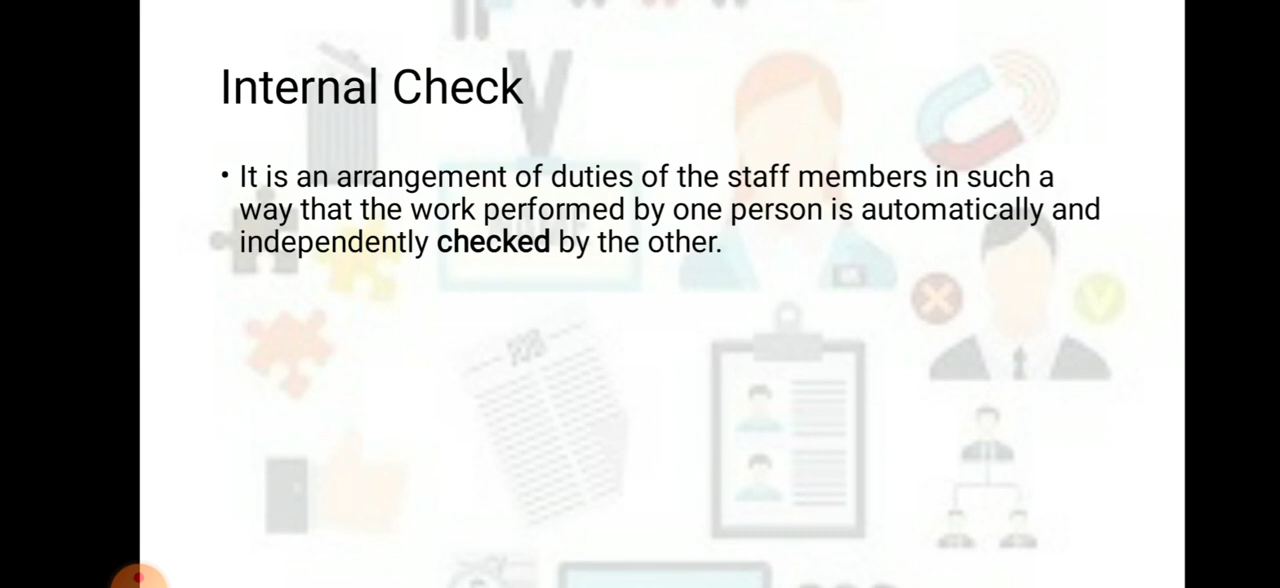 Internal Check
• It is an arrangement of duties of the staff members in such a
way that the work performed by one person is automatically and
independently checked by the other.